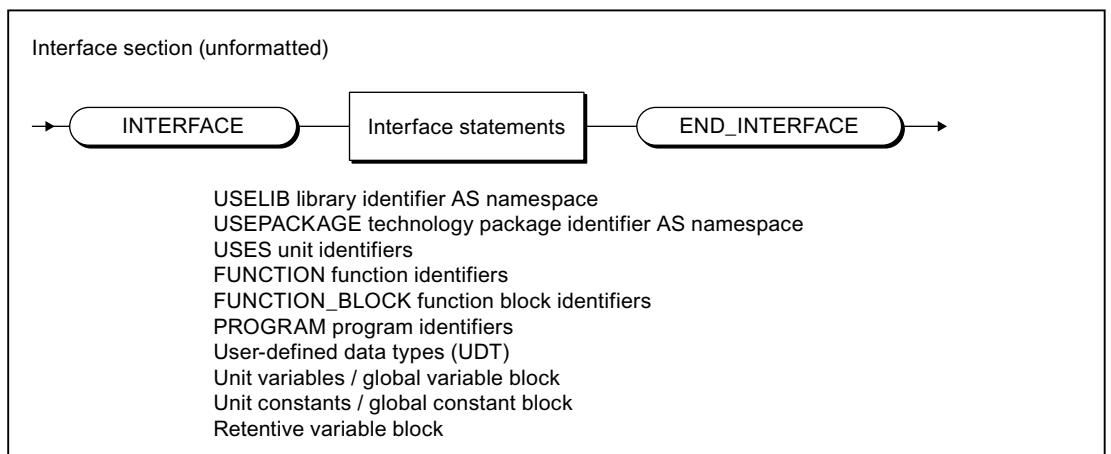 Interface section (unformatted)
INTERFACE
Interface statements
END_INTERFACE
USELIB library identifier AS namespace
USEPACKAGE technology package identifier AS namespace
USES unit identifiers
FUNCTION function identifiers
FUNCTION_BLOCK function block identifiers
PROGRAM program identifiers
User-defined data types (UDT)
Unit variables / global variable block
Unit constants / global constant block
Retentive variable block